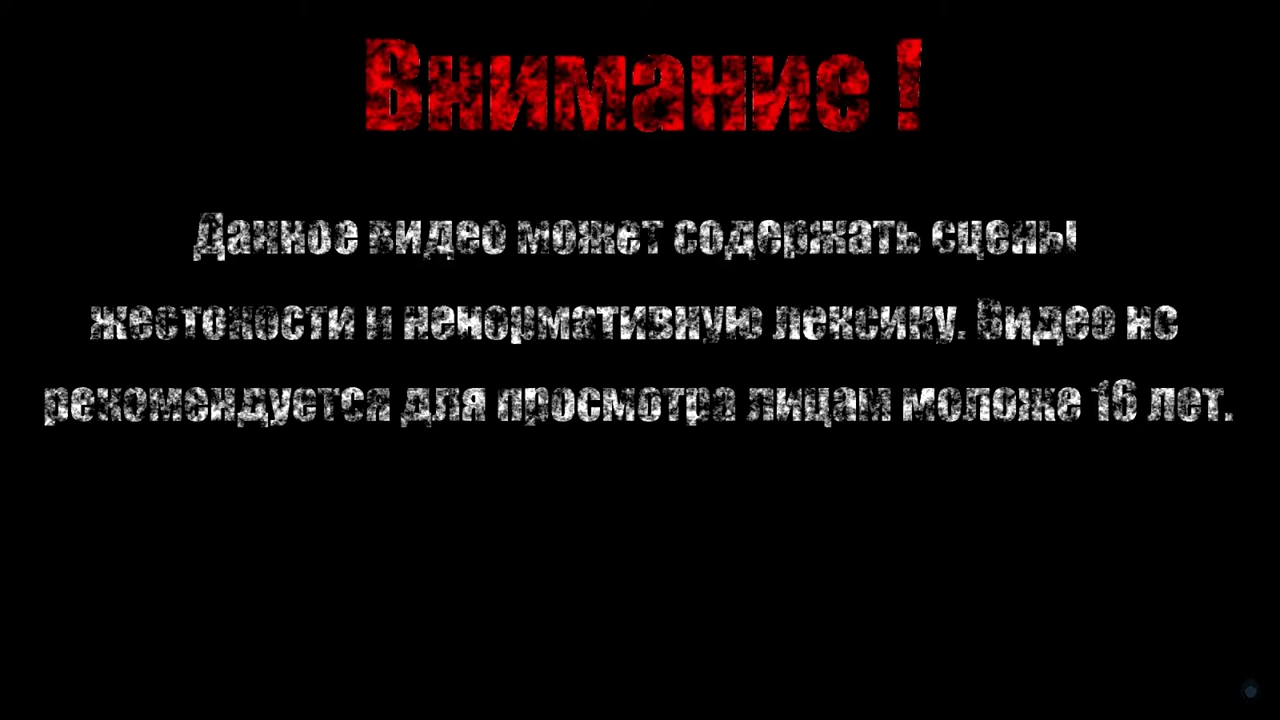 Внимание !
Данное видео может содержать сцены
жестокости и ненормативную лексику. Видео не
рекомендуется для просмотра лицам моложе 16 лет.